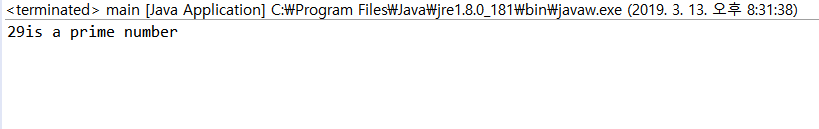 <terminated> main [Java Application] C:₩Program Files₩Java₩jre1.8.0_181₩bin₩javaw.exe (2019. 3. 13. 오후 8:31:38)
29is a prime number